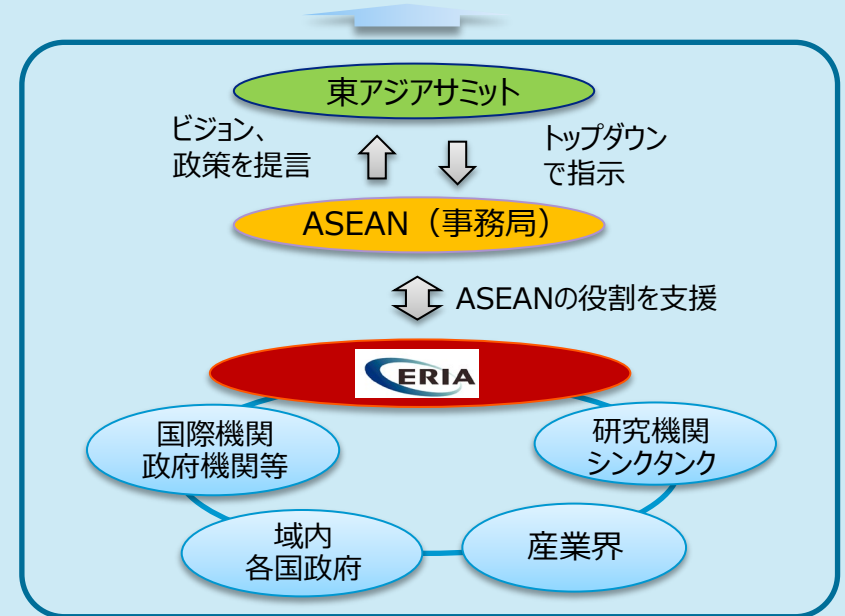 東アジアサミット
ビジョン、
政策を提言
トップダウン
で指示
ASEAN（事務局）
ASEANの役割を支援
ERIA
国際機関
政府機関等
研究機関
シンクタンク
域内
各国政府
産業界